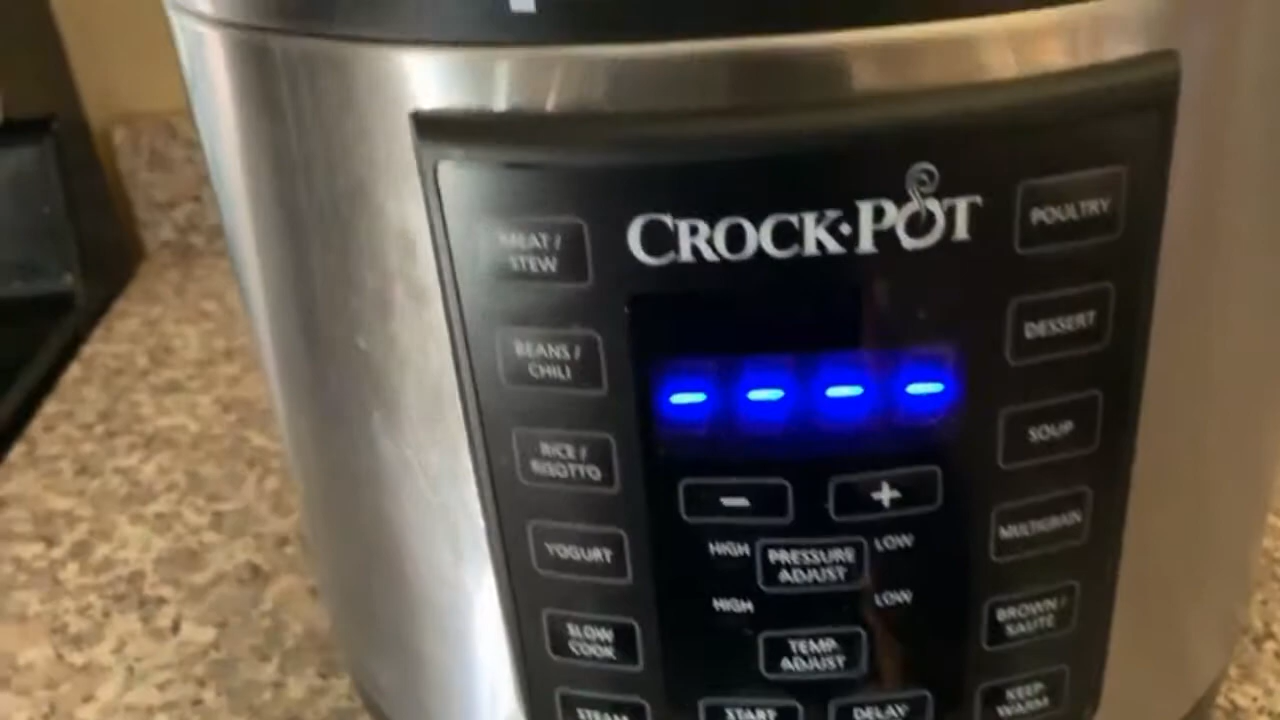 CROCK·POT
MEAT /
STEW
BEANS /
CHILI
RICE /
RISOTTO
YOGURT
SLOW
COOK
STEAM
– – – –
– +
HIGH
PRESSURE
ADJUST
LOW
HIGH
TEMP
ADJUST
LOW
START
DELAY
POULTRY
DESSERT
SOUP
MULTIGRAIN
BROWN /
SAUTE
KEEP
WARM